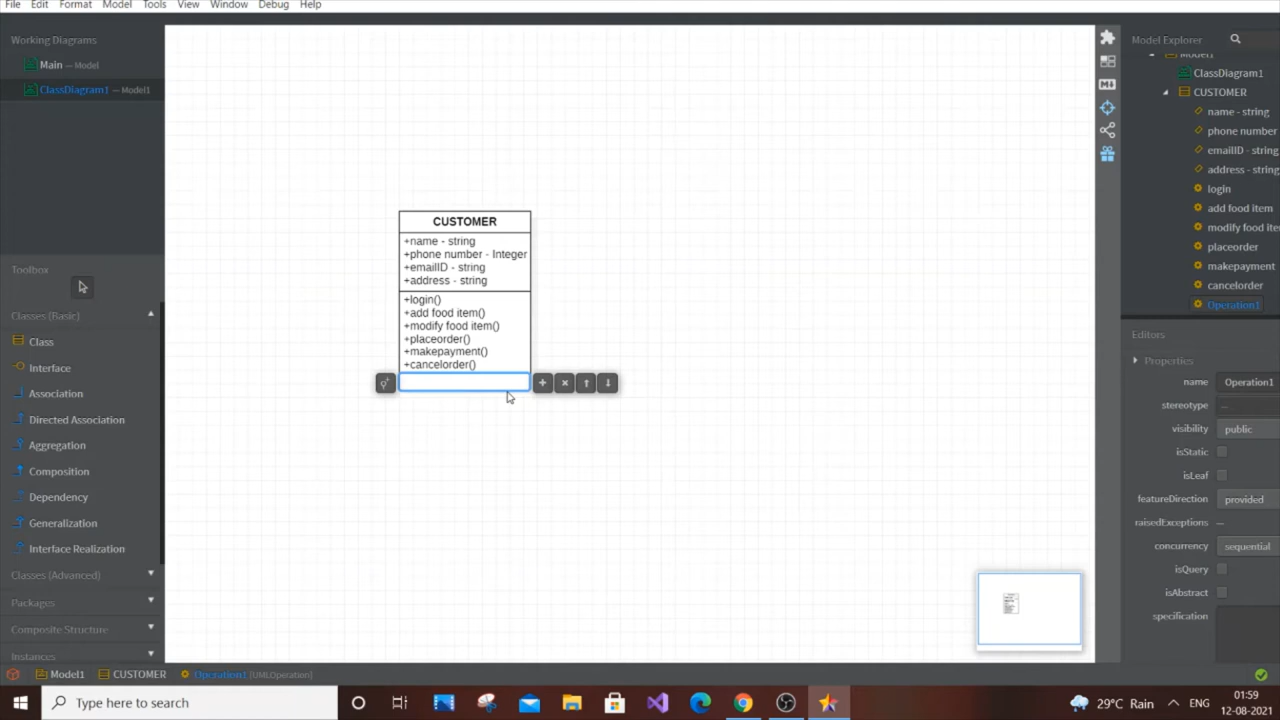 File Edit Format Model Tools View Window Debug Help
Working Diagrams
Main — Model
ClassDiagram1 — Model1
Toolbox
Classes (Basic)
Class
Interface
Association
Directed Association
Aggregation
Composition
Dependency
Generalization
Interface Realization
Classes (Advanced)
Packages
Composite Structure
Instances
CUSTOMER
+name - string
+phone number - Integer
+emailID - string
+address - string
+login()
+add food item()
+modify food item()
+placeorder()
+makepayment()
+cancelorder()
Model Explorer
Model1
ClassDiagram1
CUSTOMER
name - string
phone number
emailID - string
address - string
login
add food item
modify food ite
placeorder
makepayment
cancelorder
Operation1
Editors
Properties
name Operation1
stereotype —
visibility public
isStatic
isLeaf
featureDirection provided
raisedExceptions —
concurrency sequential
isQuery
isAbstract
specification
Model1 CUSTOMER Operation1 [UMLOperation]
Type here to search
29°C Rain ENG
01:59
12-08-2021